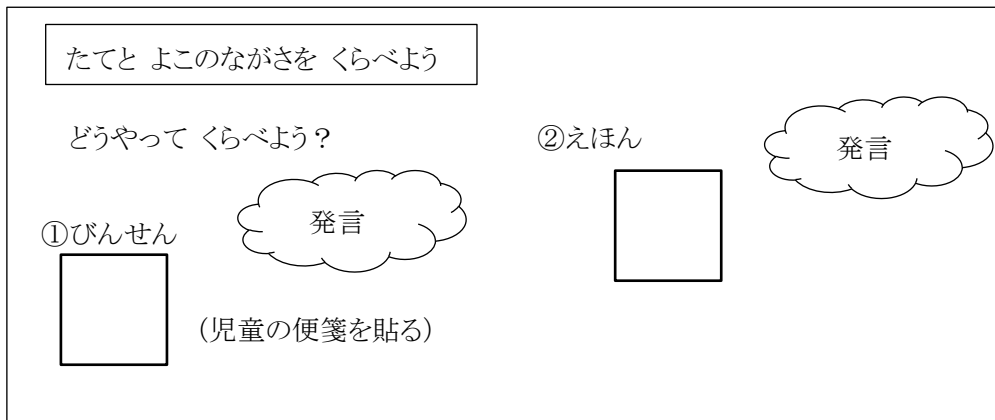 たてと よこのながさを くらべよう
どうやって くらべよう？
発言
①びんせん
(児童の便箋を貼る)
②えほん
発言